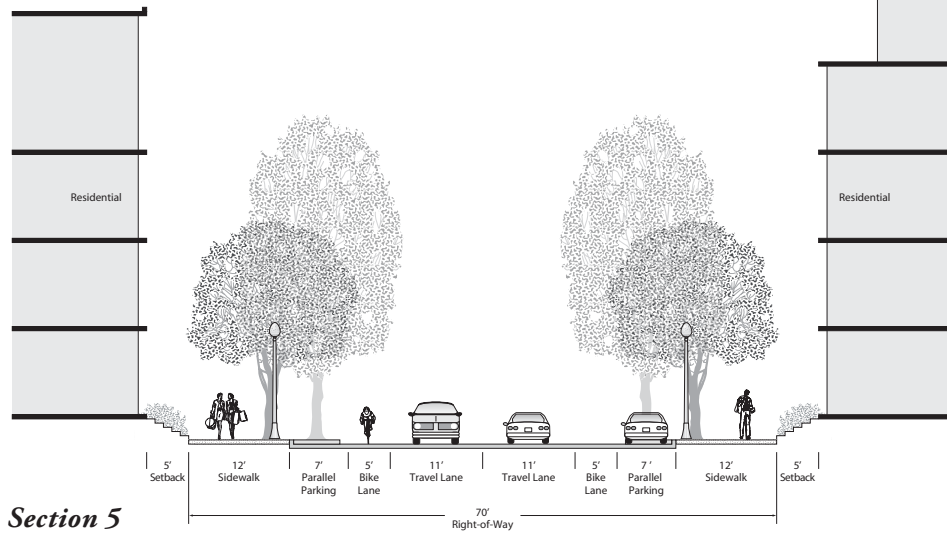 Residential
Residential
5’
Setback
12’
Sidewalk
7’
Parallel
Parking
5’
Bike
Lane
11’
Travel Lane
11’
Travel Lane
5’
Bike
Lane
7 ’
Parallel
Parking
12’
Sidewalk
5’
Setback
70’
Right-of-Way
Section 5